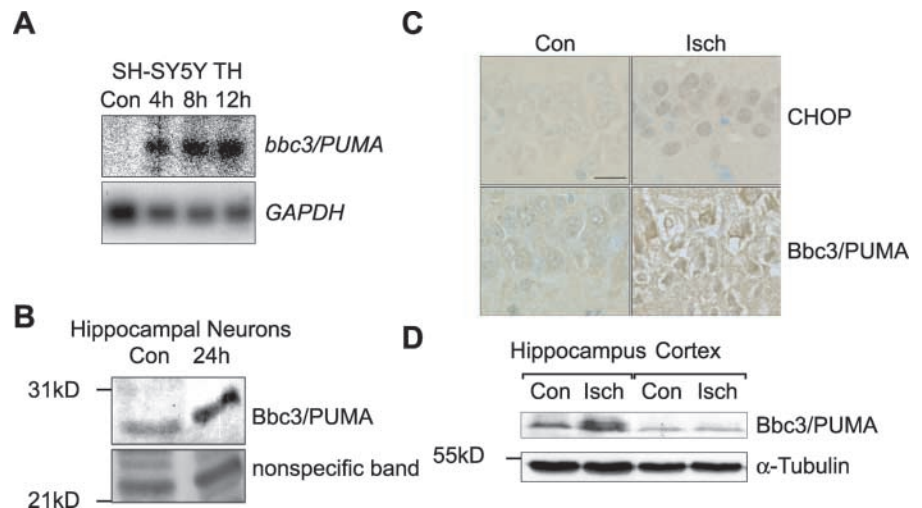 A
SH-SY5Y TH
Con 4h 8h 12h
bbc3/PUMA
GAPDH
B
Hippocampal Neurons
Con 24h
31kD
Bbc3/PUMA
nonspecific band
21kD
C
Con Isch
CHOP
Bbc3/PUMA
D
Hippocampus Cortex
Con Isch Con Isch
Bbc3/PUMA
55kD
α-Tubulin